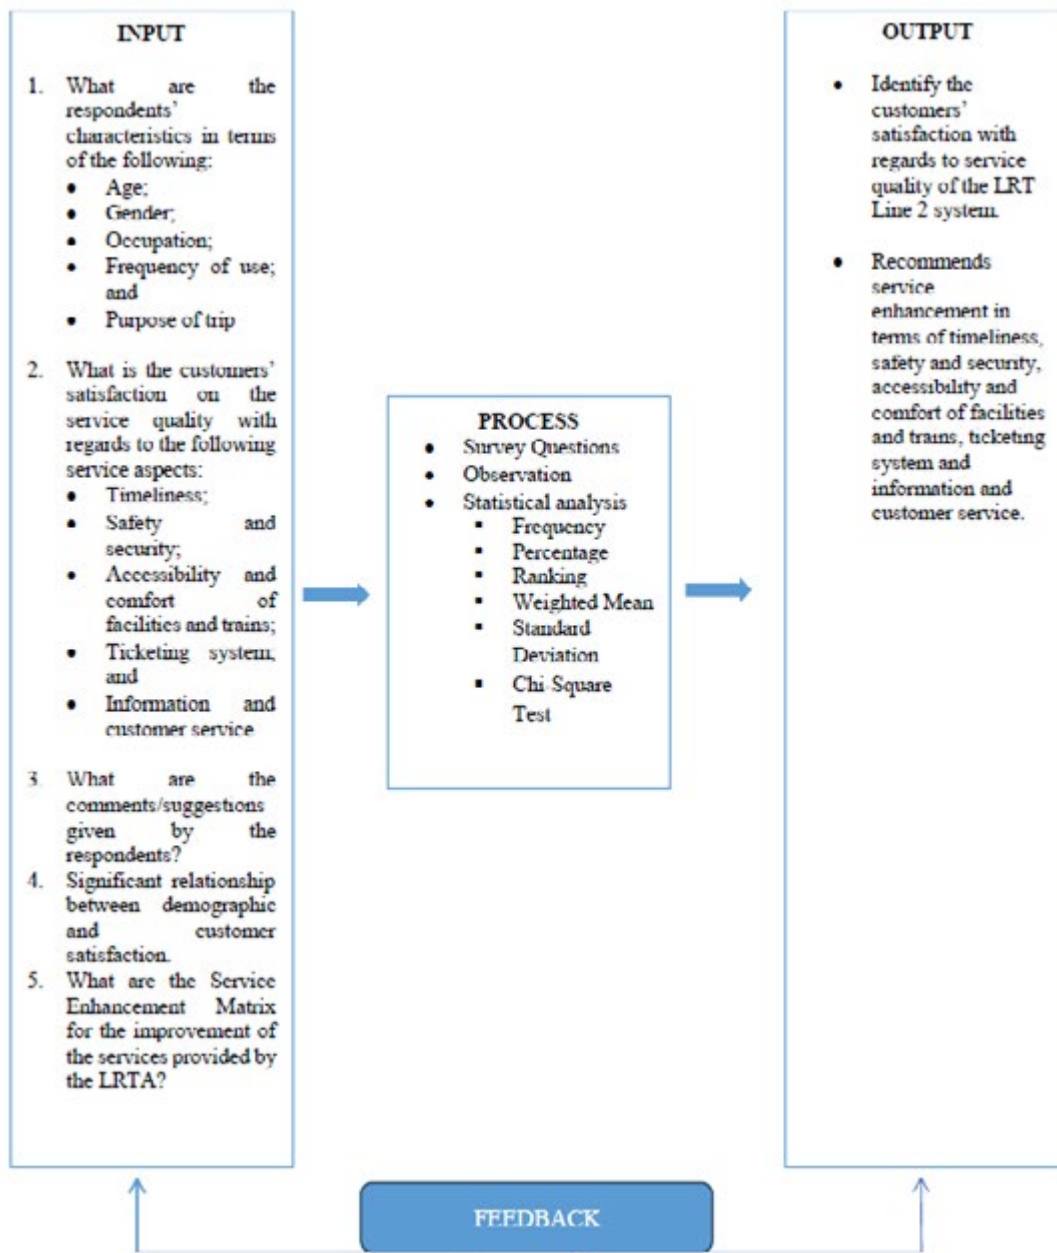 INPUT
1. What are the
respondents'
characteristics in terms
of the following:
● Age;
● Gender;
● Occupation;
● Frequency of use;
and
● Purpose of trip
2. What is the customers'
satisfaction on the
service quality with
regards to the following
service aspects:
● Timeliness;
● Safety and
security;
● Accessibility and
comfort of
facilities and trains;
● Ticketing system;
and
● Information and
customer service
3. What are the
comments/suggestions
given by the
respondents?
4. Significant relationship
between demographic
and customer
satisfaction.
5. What are the Service
Enhancement Matrix
for the improvement of
the services provided by
the LRTA?
PROCESS
● Survey Questions
● Observation
● Statistical analysis
▪ Frequency
▪ Percentage
▪ Ranking
▪ Weighted Mean
▪ Standard
Deviation
▪ Chi-Square
Test
OUTPUT
● Identify the
customers'
satisfaction with
regards to service
quality of the LRT
Line 2 system.
● Recommends
service
enhancement in
terms of timeliness,
safety and security,
accessibility and
comfort of facilities
and trains, ticketing
system and
information and
customer service.
FEEDBACK